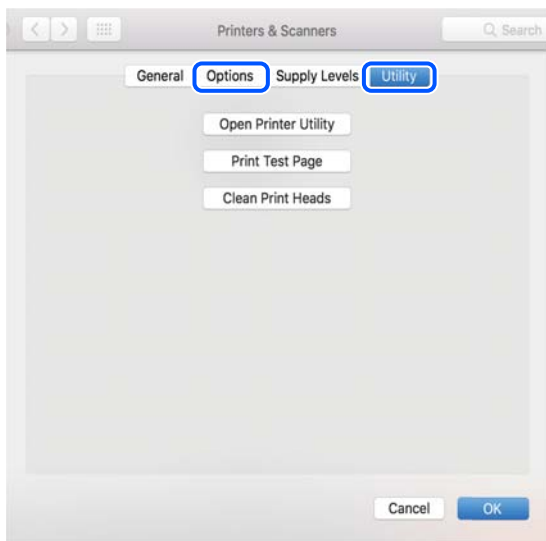 Printers & Scanners Search
General Options Supply Levels Utility
Open Printer Utility
Print Test Page
Clean Print Heads
Cancel OK